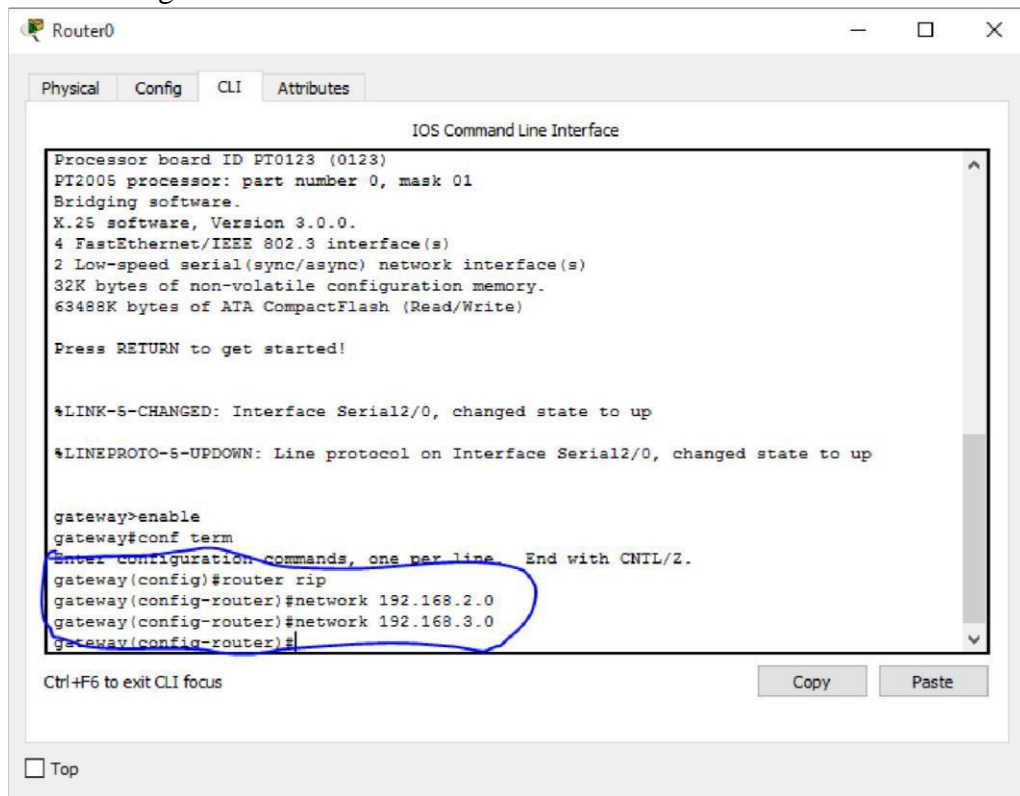 Router0
Physical Config CLI Attributes
IOS Command Line Interface
Processor board ID PT0123 (0123)
PT2005 processor: part number 0, mask 01
Bridging software.
X.25 software, Version 3.0.0.
4 FastEthernet/IEEE 802.3 interface(s)
2 Low-speed serial(sync/async) network interface(s)
32K bytes of non-volatile configuration memory.
63488K bytes of ATA CompactFlash (Read/Write)
Press RETURN to get started!
%LINK-5-CHANGED: Interface Serial2/0, changed state to up
%LINEPROTO-5-UPDOWN: Line protocol on Interface Serial2/0, changed state to up
gateway>enable
gateway#conf term
Enter configuration commands, one per line. End with CNTL/Z.
gateway(config)#router rip
gateway(config-router)#network 192.168.2.0
gateway(config-router)#network 192.168.3.0
gateway(config-router)#
Ctrl+F6 to exit CLI focus
Copy Paste
Top